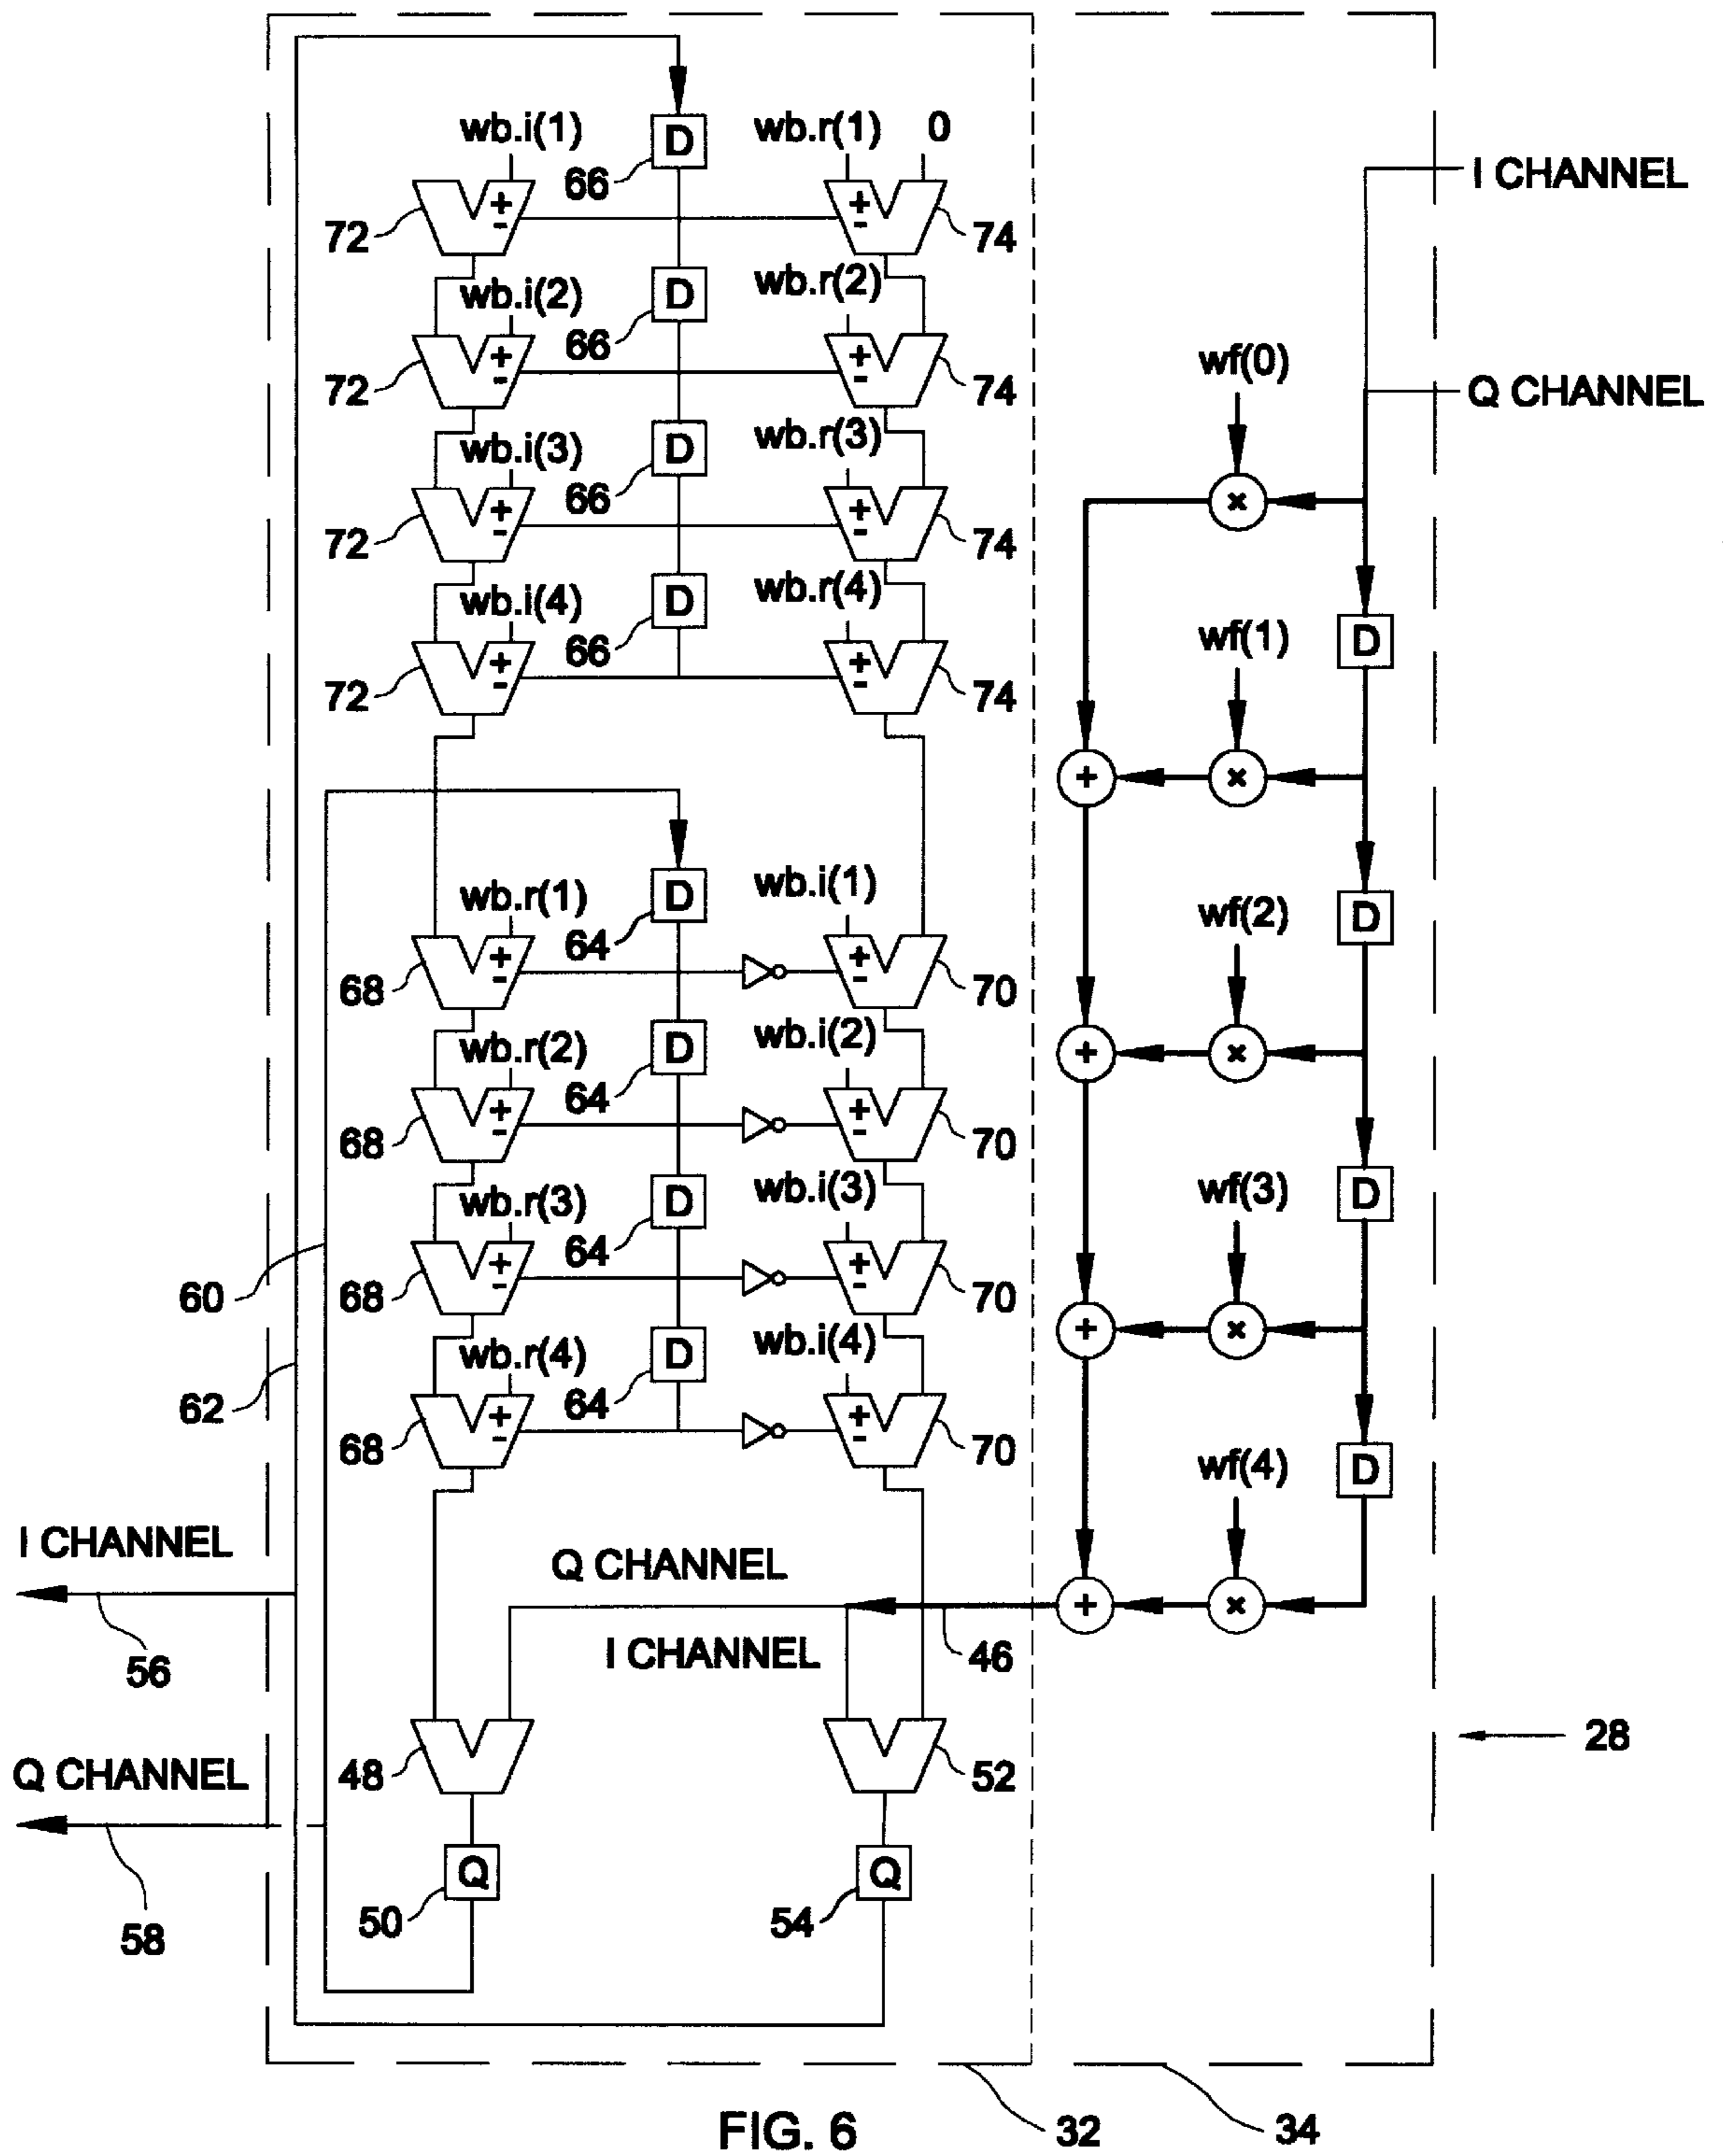 wb.i(1) D wb.r(1) 0
66
+ - + -
72 74
I CHANNEL
wb.i(2) D wb.r(2)
66
+ - + -
72 74
wf(0)
Q CHANNEL
wb.i(3) D wb.r(3)
66
×
+ - + -
72 74
wb.i(4) D wb.r(4)
66
wf(1) D
+ - + -
72 74
+ ×
wb.r(1) D wb.i(1)
64
wf(2) D
+ - + -
68 70
wb.r(2) D wb.i(2)
64
+ ×
+ - + -
68 70
wb.r(3) D wb.i(3)
64
wf(3) D
+ - + -
60 68 70
+ ×
wb.r(4) D wb.i(4)
64
62
+ - + -
68 70
wf(4) D
I CHANNEL
Q CHANNEL
+ ×
I CHANNEL 46
56
28
Q CHANNEL 48 52
Q Q
50 54
58
FIG. 6 32 34